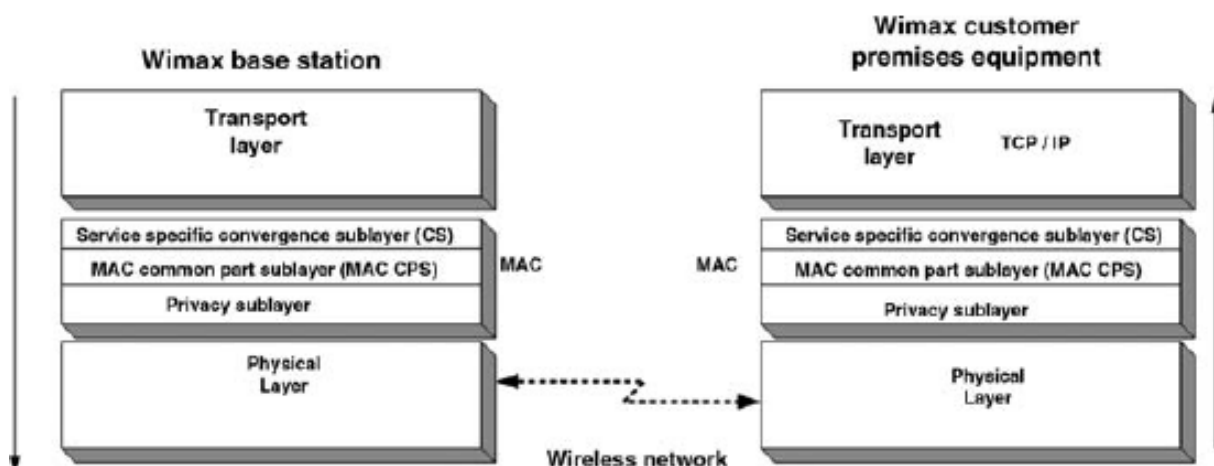 Wimax base station
Transport
layer
Service specific convergence sublayer (CS)
MAC common part sublayer (MAC CPS)
Privacy sublayer
MAC
Physical
Layer
Wimax customer
premises equipment
Transport
layer
TCP / IP
MAC
Service specific convergence sublayer (CS)
MAC common part sublayer (MAC CPS)
Privacy sublayer
Physical
Layer
Wireless network